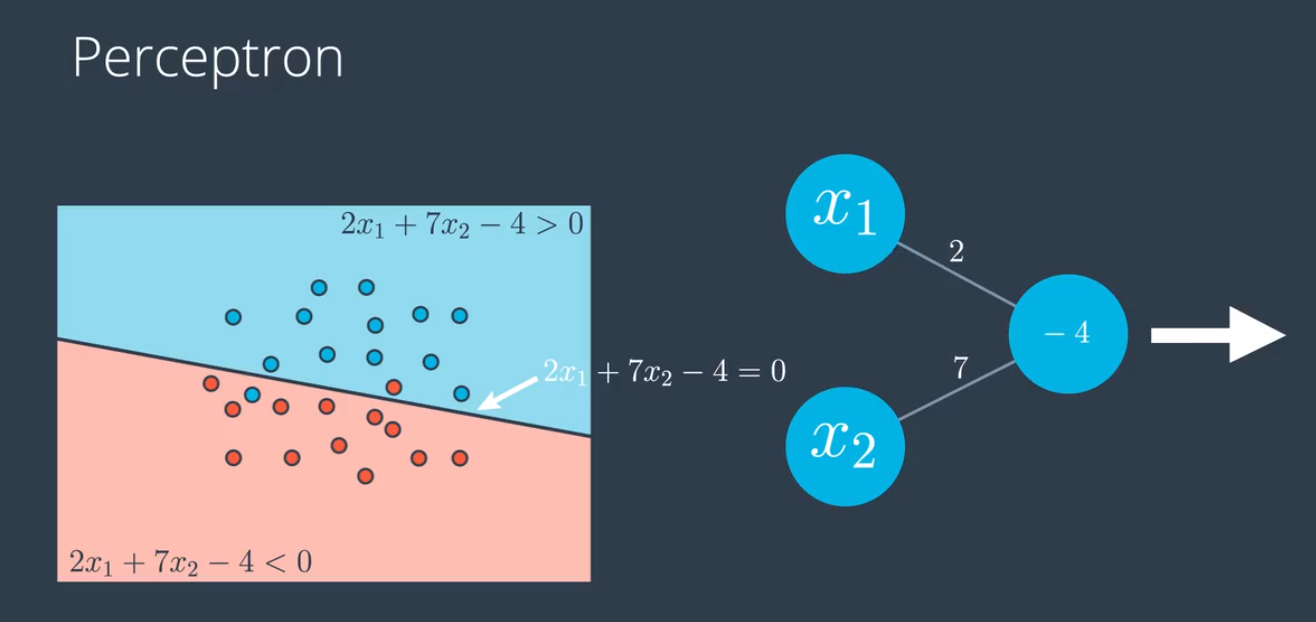 Perceptron
2x₁ + 7x₂ − 4 > 0
2x₁ + 7x₂ − 4 = 0
2x₁ + 7x₂ − 4 < 0
x₁
2
− 4
7
x₂